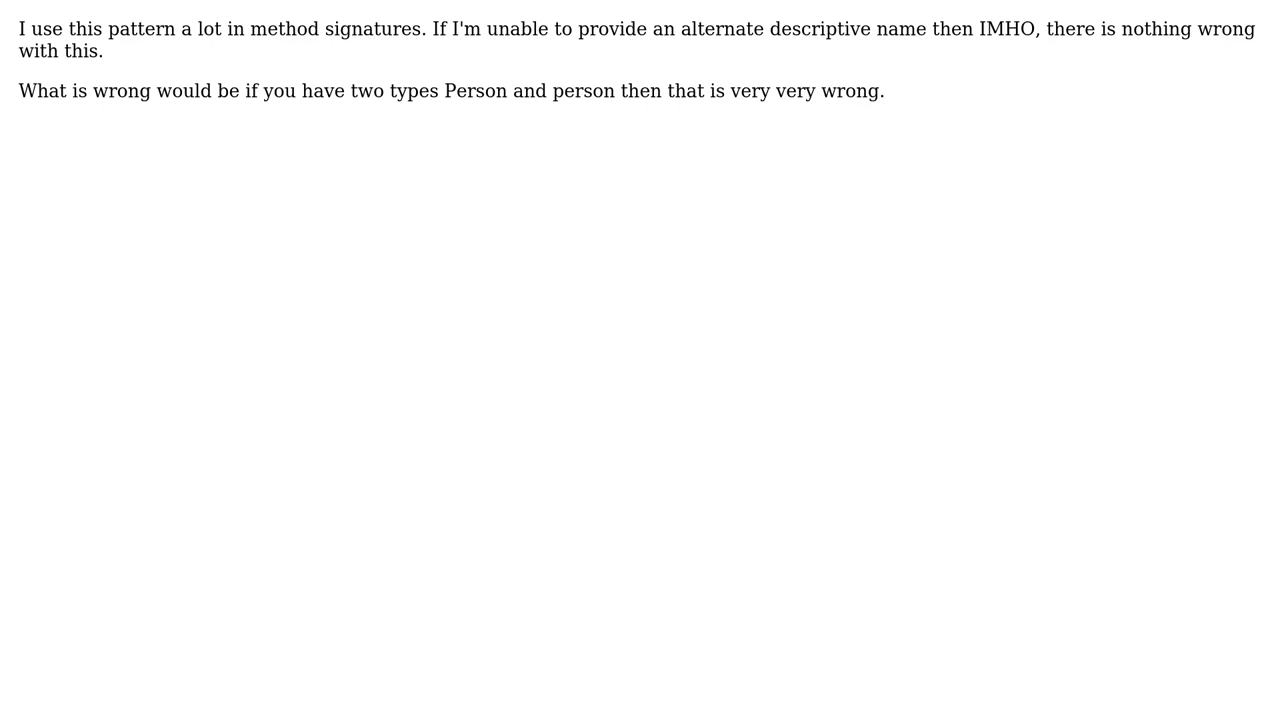 I use this pattern a lot in method signatures. If I'm unable to provide an alternate descriptive name then IMHO, there is nothing wrong
with this.
What is wrong would be if you have two types Person and person then that is very very wrong.